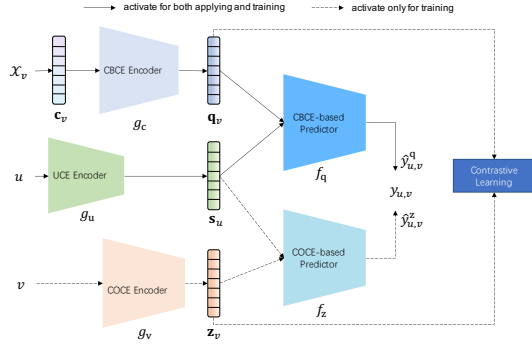 activate for both applying and training
activate only for training
𝒳_v
c_v
CBCE Encoder
g_c
q_v
CBCE-based
Predictor
f_q
ŷ^q_{u,v}
y_{u,v}
ŷ^z_{u,v}
Contrastive
Learning
u
UCE Encoder
g_u
s_u
COCE-based
Predictor
f_z
v
COCE Encoder
g_v
z_v